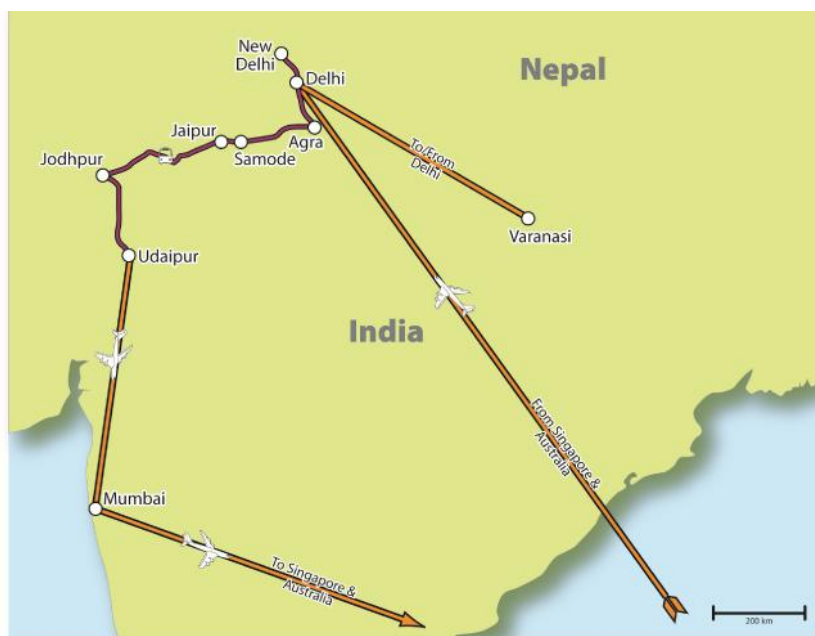 New
Delhi
Delhi
Nepal
Jaipur
Samode
Agra
Jodhpur
To/From
Delhi
Varanasi
Udaipur
India
From Singapore &
Australia
Mumbai
To Singapore &
Australia
200 km